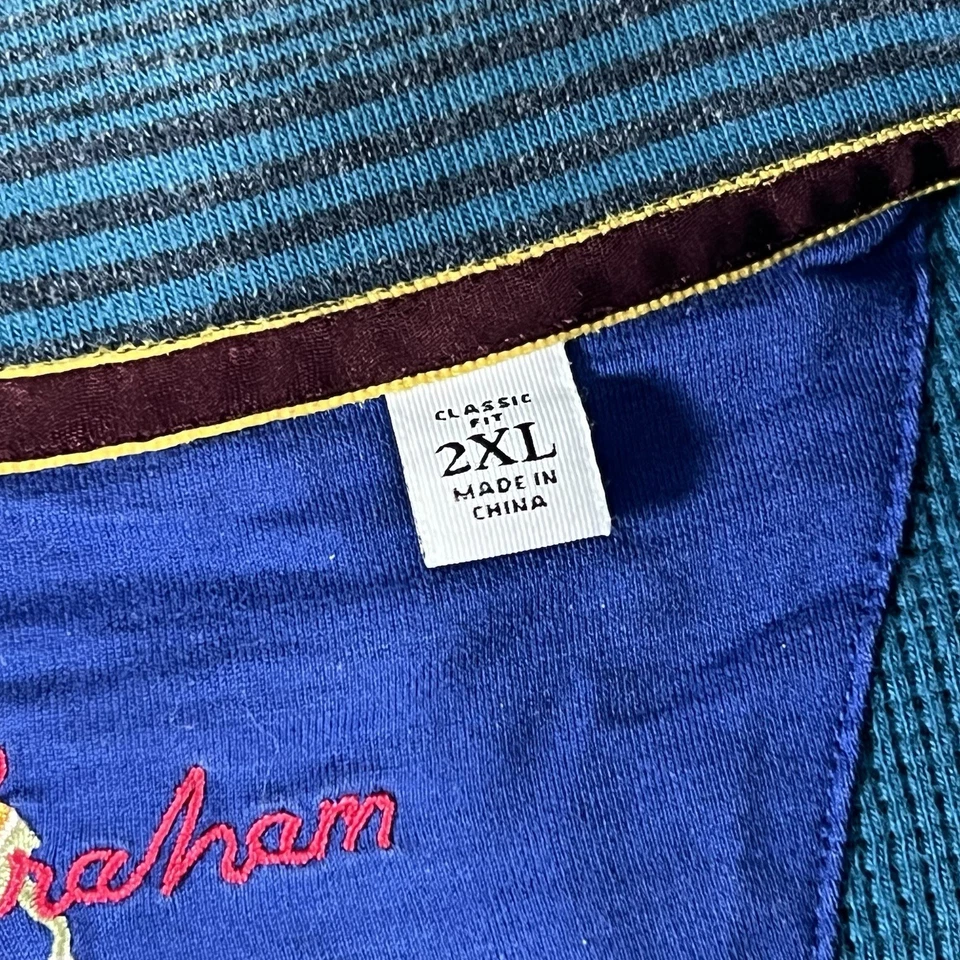 CLASSIC
FIT
2XL
MADE IN
CHINA
raham